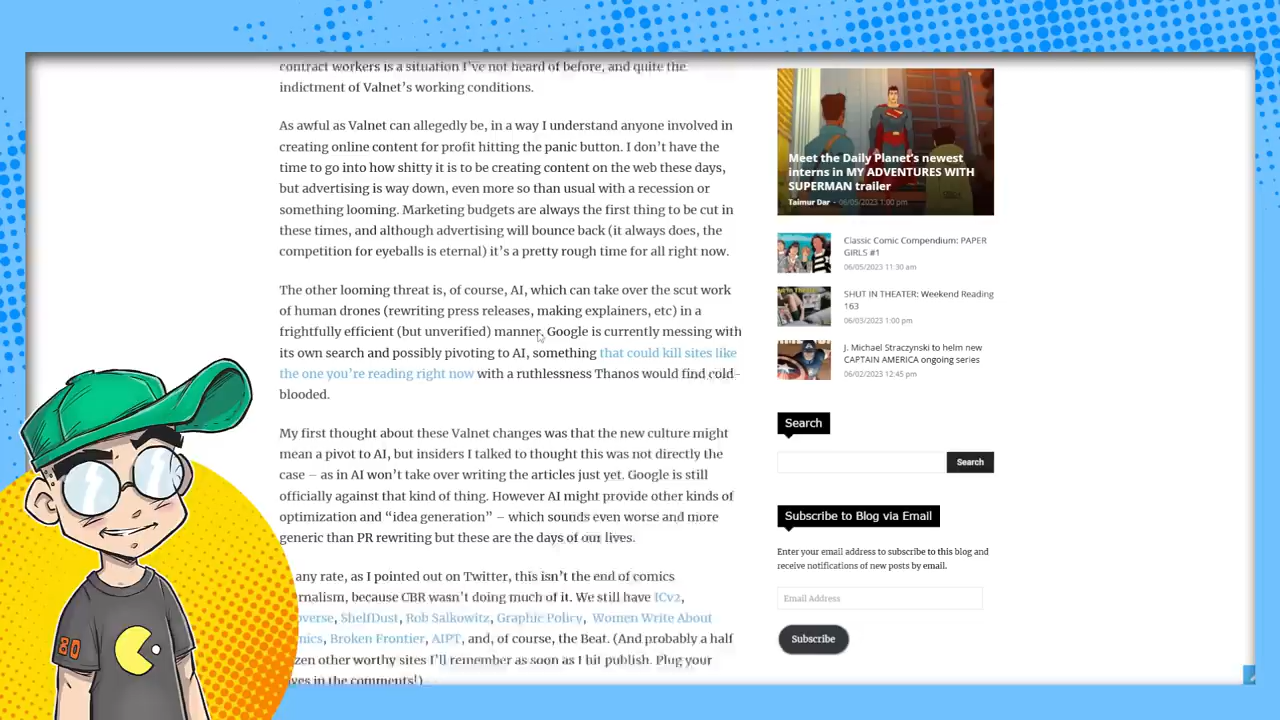 contract workers is a situation I've not heard of before, and quite the
indictment of Valnet's working conditions.
As awful as Valnet can allegedly be, in a way I understand anyone involved in
creating online content for profit hitting the panic button. I don't have the
time to go into how shitty it is to be creating content on the web these days,
but advertising is way down, even more so than usual with a recession or
something looming. Marketing budgets are always the first thing to be cut in
these times, and although advertising will bounce back (it always does, the
competition for eyeballs is eternal) it's a pretty rough time for all right now.
The other looming threat is, of course, AI, which can take over the scut work
of human drones (rewriting press releases, making explainers, etc) in a
frightfully efficient (but unverified) manner. Google is currently messing with
its own search and possibly pivoting to AI, something that could kill sites like
the one you're reading right now with a ruthlessness Thanos would find cold-
blooded.
My first thought about these Valnet changes was that the new culture might
mean a pivot to AI, but insiders I talked to thought this was not directly the
case – as in AI won't take over writing the articles just yet. Google is still
officially against that kind of thing. However AI might provide other kinds of
optimization and "idea generation" – which sounds even worse and more
generic than PR rewriting but these are the days of our lives.
any rate, as I pointed out on Twitter, this isn't the end of comics
rnalism, because CBR wasn't doing much of it. We still have ICv2,
verse, ShelfDust, Rob Salkowitz, Graphic Policy, Women Write About
nics, Broken Frontier, AIPT, and, of course, the Beat. (And probably a half
zen other worthy sites I'll remember as soon as I hit publish. Plug your
ves in the comments!)
Meet the Daily Planet's newest
interns in MY ADVENTURES WITH
SUPERMAN trailer
Taimur Dar - 06/05/2023 1:00 pm
Classic Comic Compendium: PAPER
GIRLS #1
06/05/2023 11:30 am
SHUT IN THEATER: Weekend Reading
163
06/03/2023 1:00 pm
J. Michael Straczynski to helm new
CAPTAIN AMERICA ongoing series
06/02/2023 12:45 pm
Search
Search
Subscribe to Blog via Email
Enter your email address to subscribe to this blog and
receive notifications of new posts by email.
Email Address
Subscribe
80